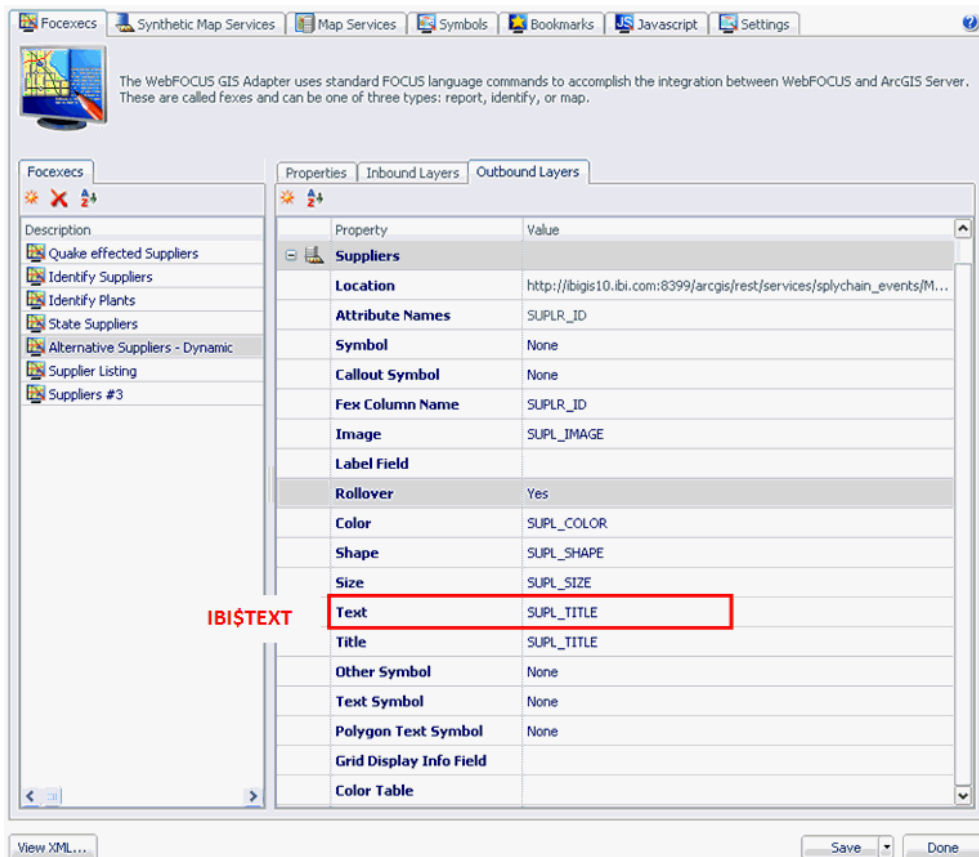 Focexecs Synthetic Map Services Map Services Symbols Bookmarks Javascript Settings
The WebFOCUS GIS Adapter uses standard FOCUS language commands to accomplish the integration between WebFOCUS and ArcGIS Server.
These are called fexes and can be one of three types: report, identify, or map.
Focexecs
Description
Quake effected Suppliers
Identify Suppliers
Identify Plants
State Suppliers
Alternative Suppliers - Dynamic
Supplier Listing
Suppliers #3
Properties Inbound Layers Outbound Layers
Property Value
Suppliers
Location http://ibigis10.ibi.com:8399/arcgis/rest/services/splychain_events/M...
Attribute Names SUPLR_ID
Symbol None
Callout Symbol None
Fex Column Name SUPLR_ID
Image SUPL_IMAGE
Label Field
Rollover Yes
Color SUPL_COLOR
Shape SUPL_SHAPE
Size SUPL_SIZE
IBI$TEXT Text SUPL_TITLE
Title SUPL_TITLE
Other Symbol None
Text Symbol None
Polygon Text Symbol None
Grid Display Info Field
Color Table
View XML... Save Done